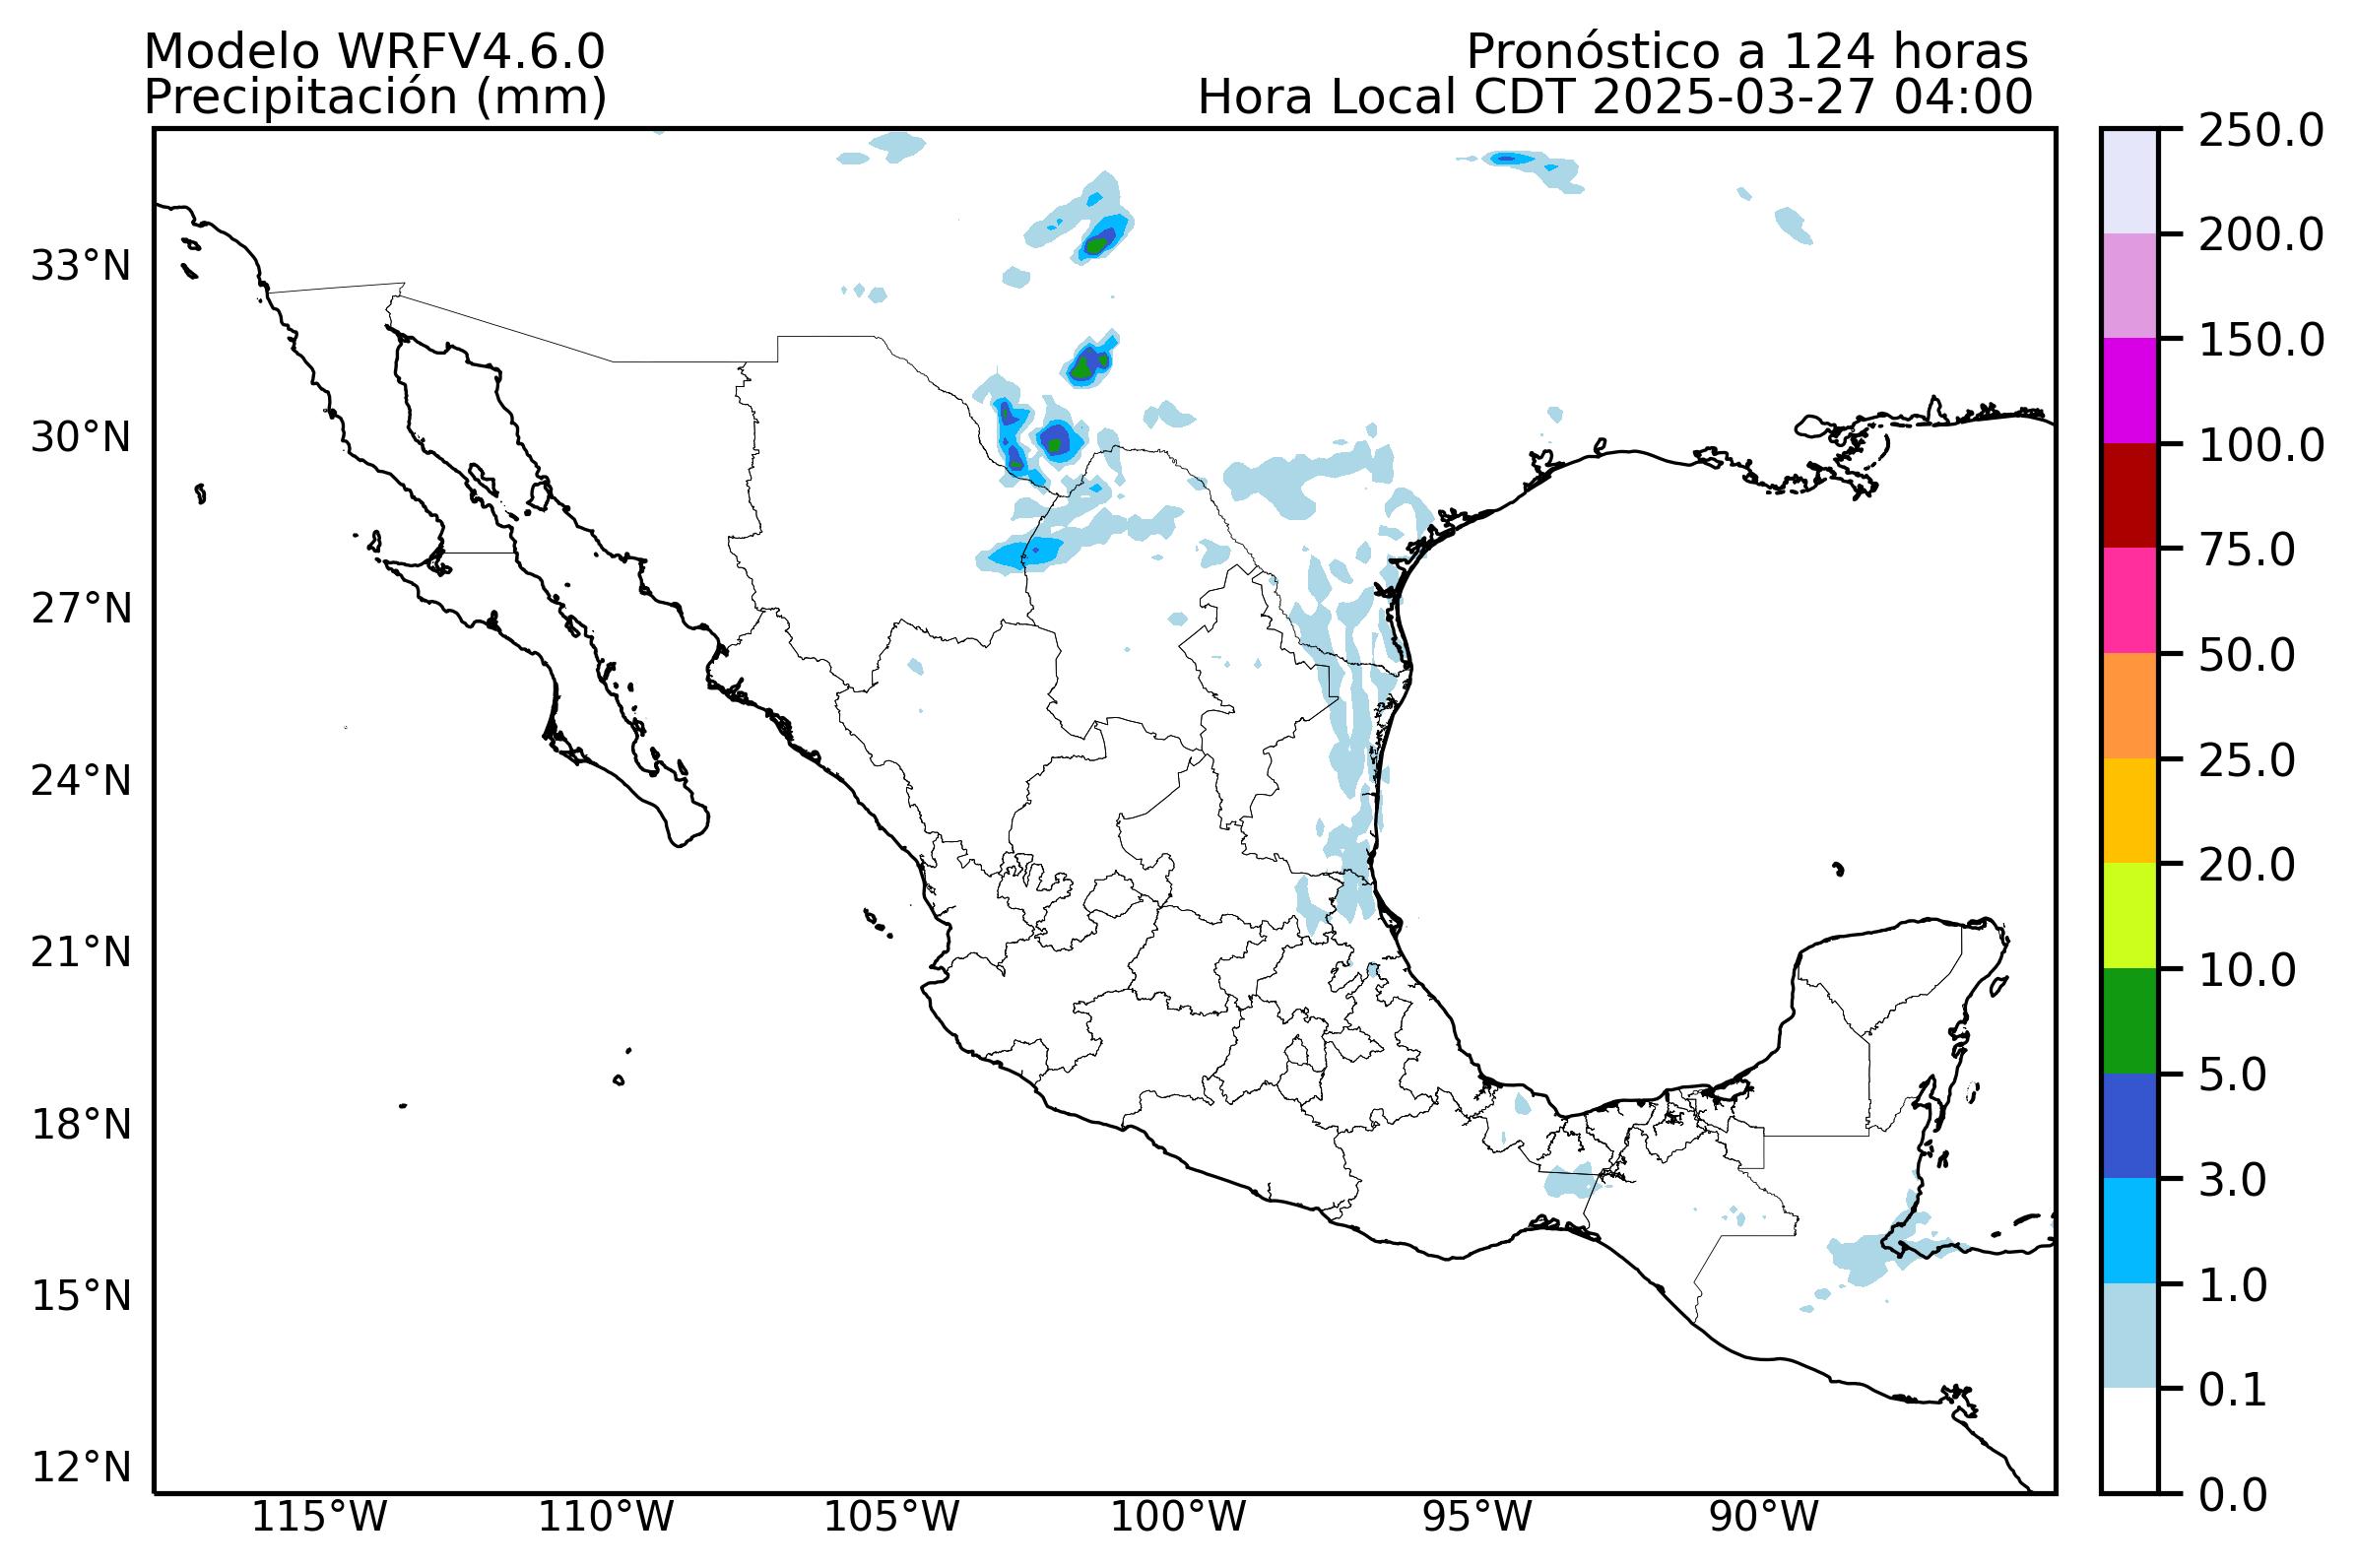 Modelo WRFV4.6.0
Precipitación (mm)
Pronóstico a 124 horas
Hora Local CDT 2025-03-27 04:00
33°N
30°N
27°N
24°N
21°N
18°N
15°N
12°N
115°W
110°W
105°W
100°W
95°W
90°W
250.0
200.0
150.0
100.0
75.0
50.0
25.0
20.0
10.0
5.0
3.0
1.0
0.1
0.0